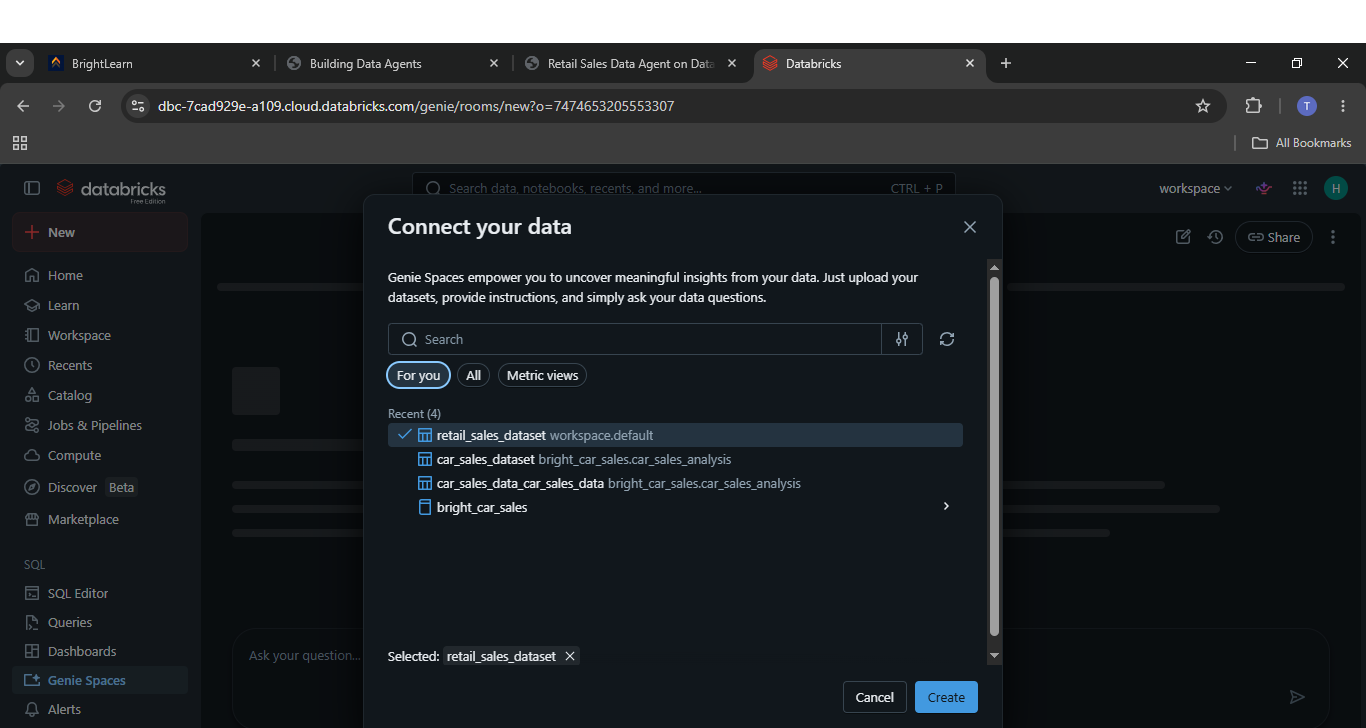 BrightLearn
Building Data Agents
Retail Sales Data Agent on Data
Databricks
dbc-7cad929e-a109.cloud.databricks.com/genie/rooms/new?o=7474653205553307
T
All Bookmarks
databricks
Free Edition
Search data, notebooks, recents, and more...
CTRL + P
workspace
H
New
Home
Learn
Workspace
Recents
Catalog
Jobs & Pipelines
Compute
Discover Beta
Marketplace
SQL
SQL Editor
Queries
Dashboards
Genie Spaces
Alerts
Share
Connect your data
Genie Spaces empower you to uncover meaningful insights from your data. Just upload your
datasets, provide instructions, and simply ask your data questions.
Search
For you All Metric views
Recent (4)
retail_sales_dataset workspace.default
car_sales_dataset bright_car_sales.car_sales_analysis
car_sales_data_car_sales_data bright_car_sales.car_sales_analysis
bright_car_sales
Selected: retail_sales_dataset
Cancel Create
Ask your question...